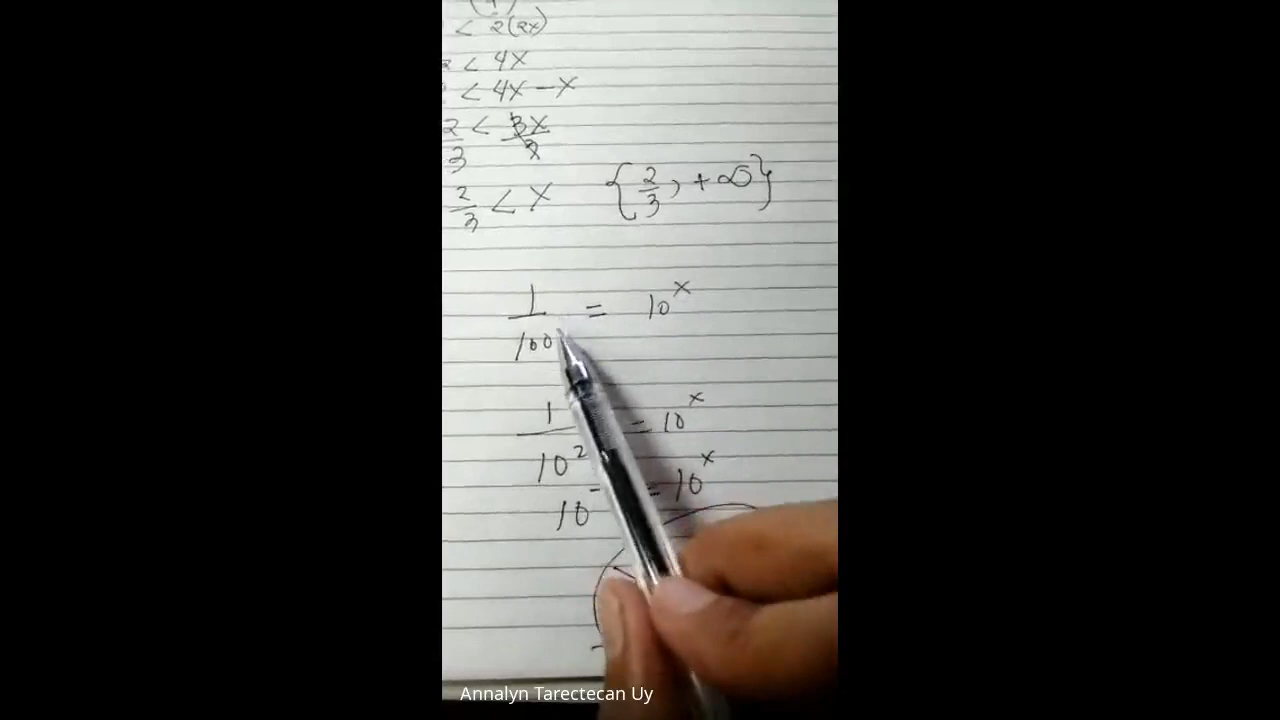 < 2(2x)
< 4x
< 4x - x
2/3 < 3x/3
2/3 < x {2/3, +∞}
1/100 = 10^x
1/10^2 = 10^x
10^- = 10^x
Annalyn Tarectecan Uy